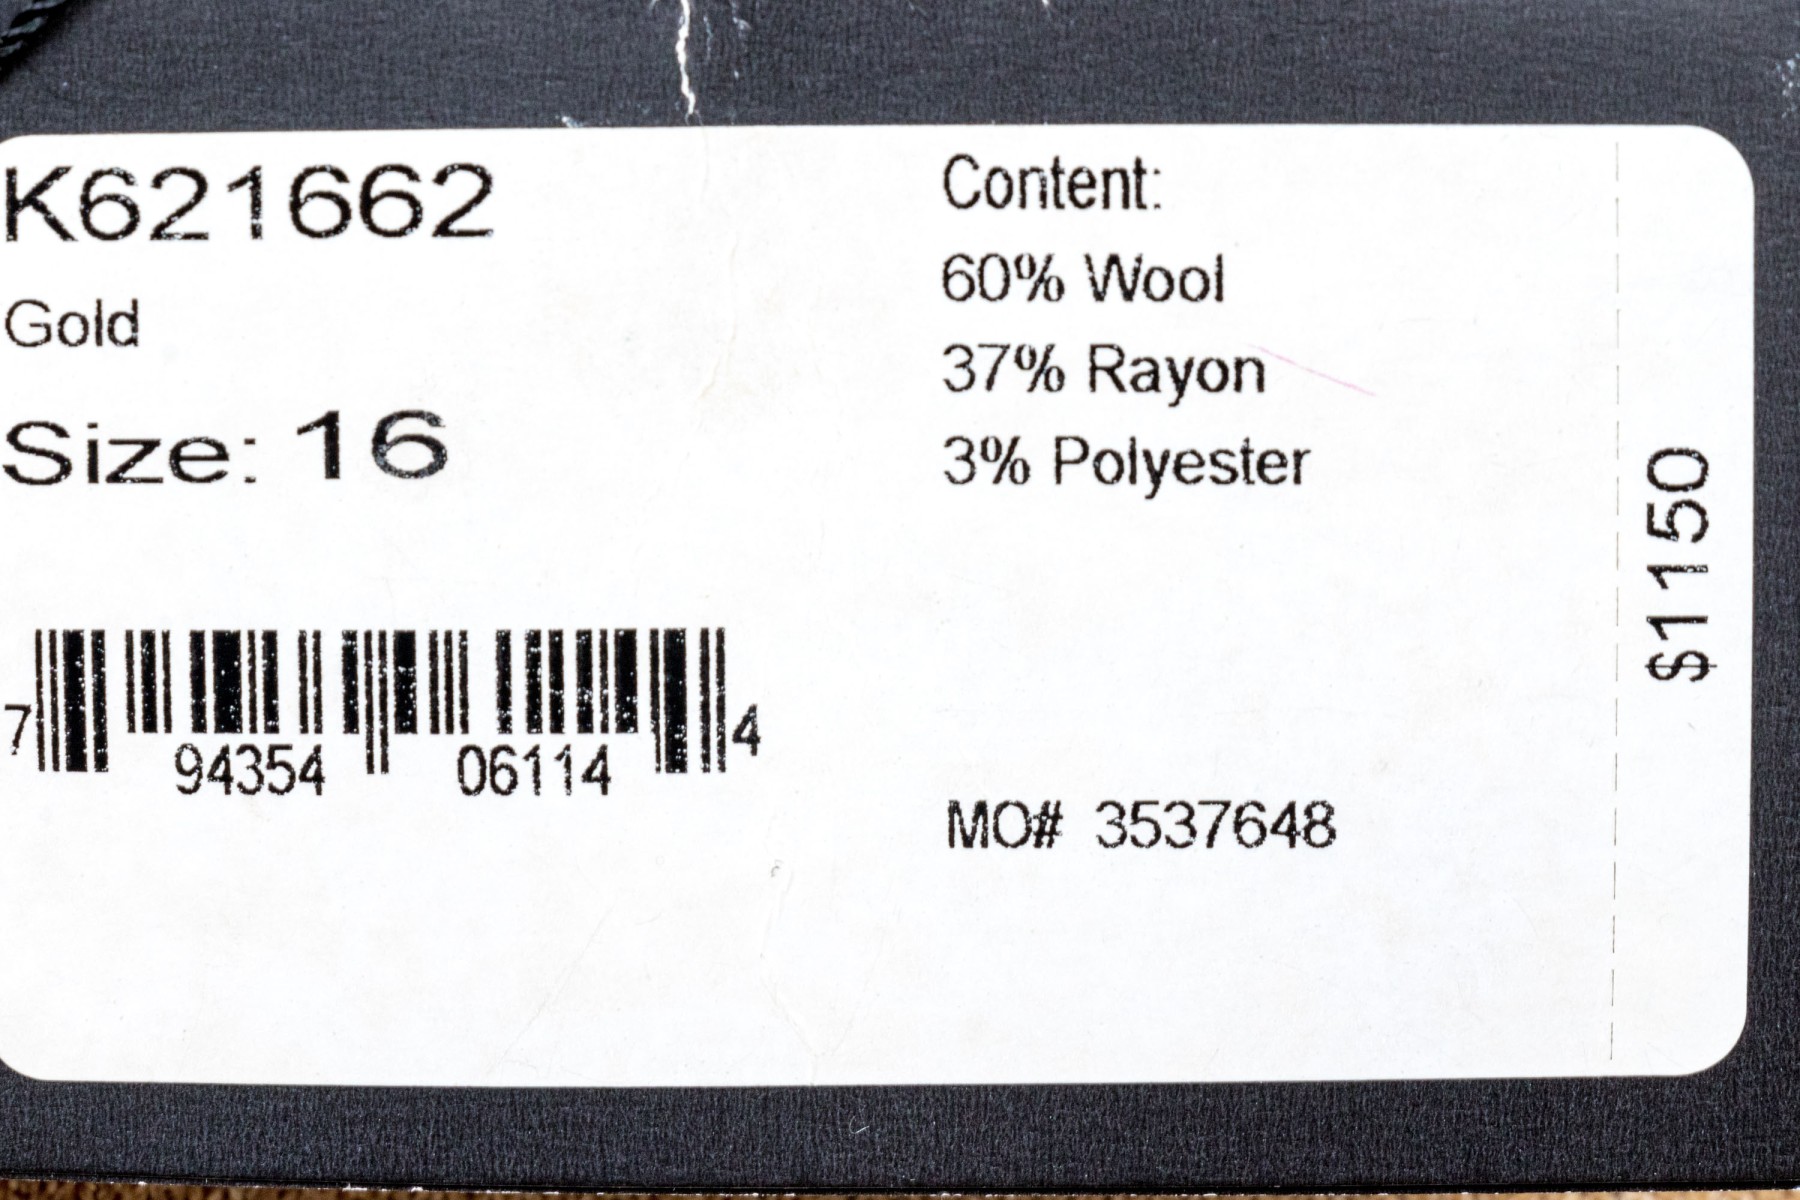 K621662
Gold
Size: 16
7 94354 06114 4
Content:
60% Wool
37% Rayon
3% Polyester
MO# 3537648
$1150